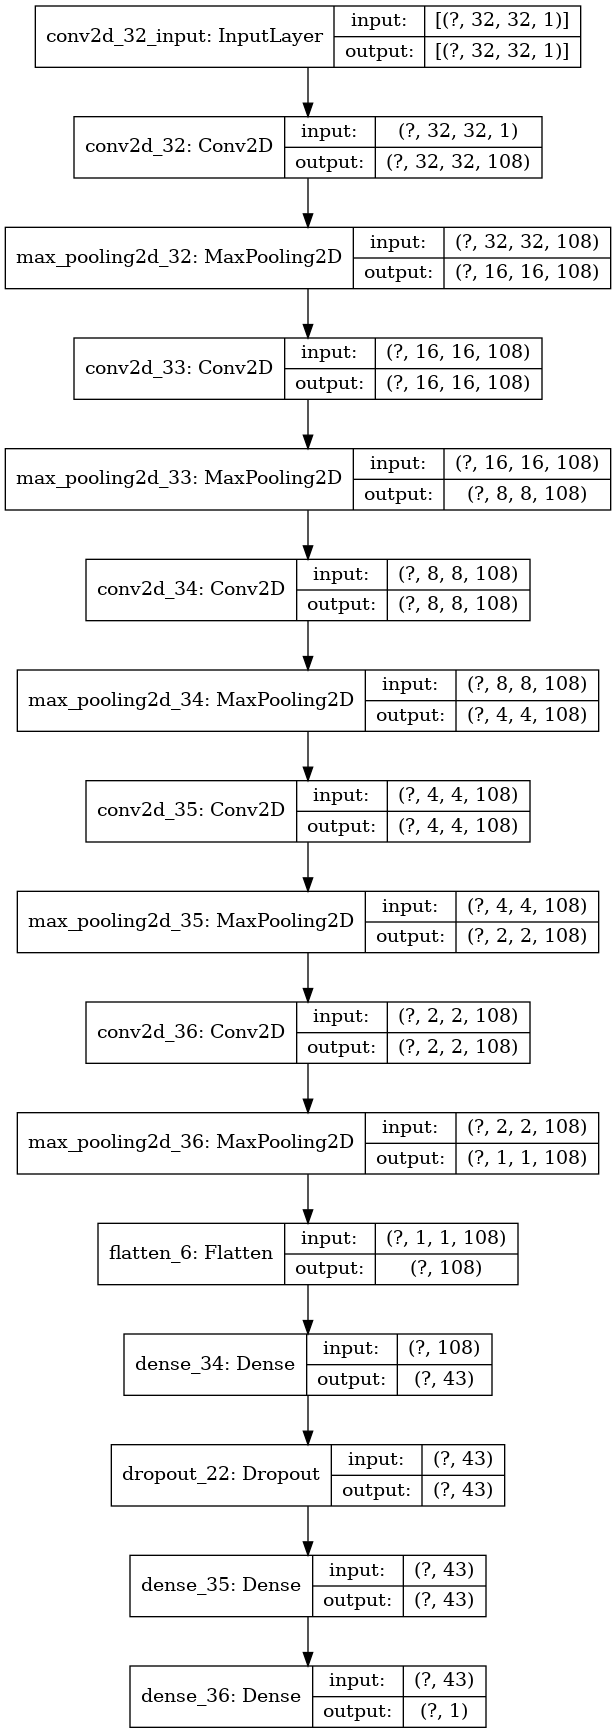 conv2d_32_input: InputLayer input: [(?, 32, 32, 1)]
output: [(?, 32, 32, 1)]
conv2d_32: Conv2D input: (?, 32, 32, 1)
output: (?, 32, 32, 108)
max_pooling2d_32: MaxPooling2D input: (?, 32, 32, 108)
output: (?, 16, 16, 108)
conv2d_33: Conv2D input: (?, 16, 16, 108)
output: (?, 16, 16, 108)
max_pooling2d_33: MaxPooling2D input: (?, 16, 16, 108)
output: (?, 8, 8, 108)
conv2d_34: Conv2D input: (?, 8, 8, 108)
output: (?, 8, 8, 108)
max_pooling2d_34: MaxPooling2D input: (?, 8, 8, 108)
output: (?, 4, 4, 108)
conv2d_35: Conv2D input: (?, 4, 4, 108)
output: (?, 4, 4, 108)
max_pooling2d_35: MaxPooling2D input: (?, 4, 4, 108)
output: (?, 2, 2, 108)
conv2d_36: Conv2D input: (?, 2, 2, 108)
output: (?, 2, 2, 108)
max_pooling2d_36: MaxPooling2D input: (?, 2, 2, 108)
output: (?, 1, 1, 108)
flatten_6: Flatten input: (?, 1, 1, 108)
output: (?, 108)
dense_34: Dense input: (?, 108)
output: (?, 43)
dropout_22: Dropout input: (?, 43)
output: (?, 43)
dense_35: Dense input: (?, 43)
output: (?, 43)
dense_36: Dense input: (?, 43)
output: (?, 1)